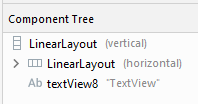 Component Tree
LinearLayout (vertical)
LinearLayout (horizontal)
Ab textView8 "TextView"